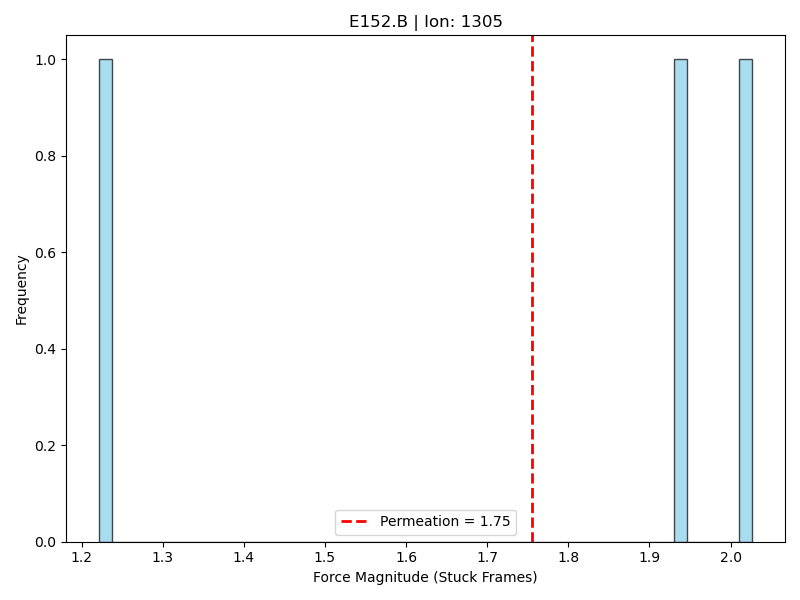 E152.B | Ion: 1305
Frequency
1.0
0.8
0.6
0.4
0.2
0.0
1.2 1.3 1.4 1.5 1.6 1.7 1.8 1.9 2.0
Force Magnitude (Stuck Frames)
Permeation = 1.75